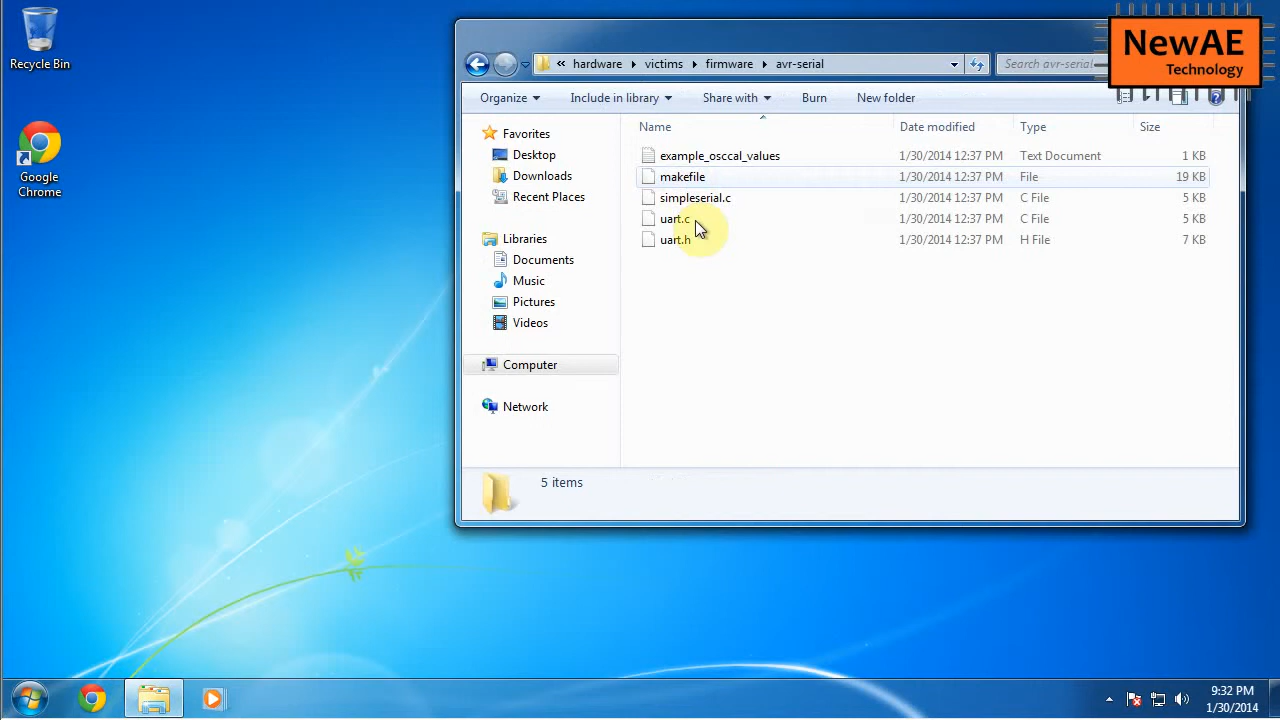 Recycle Bin
Google
Chrome
NewAE
Technology
« hardware victims firmware avr-serial
Search avr-serial
Organize Include in library Share with Burn New folder
Favorites
Desktop
Downloads
Recent Places
Libraries
Documents
Music
Pictures
Videos
Computer
Network
Name Date modified Type Size
example_osccal_values 1/30/2014 12:37 PM Text Document 1 KB
makefile 1/30/2014 12:37 PM File 19 KB
simpleserial.c 1/30/2014 12:37 PM C File 5 KB
uart.c 1/30/2014 12:37 PM C File 5 KB
uart.h 1/30/2014 12:37 PM H File 7 KB
5 items
9:32 PM
1/30/2014